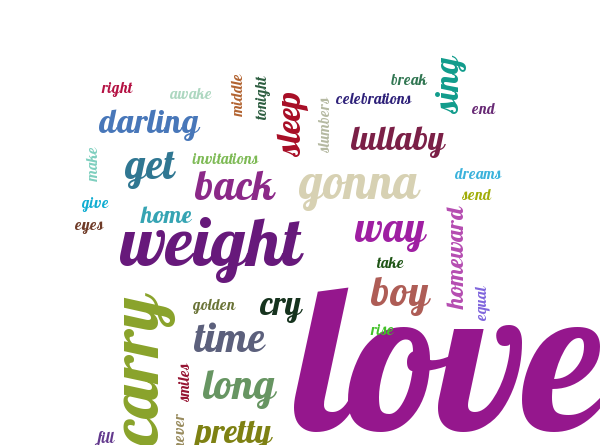 sing
break
right
awake
middle
tonight
sleep
slumbers
celebrations
end
darling
lullaby
make
get
invitations
back
gonna
dreams
send
give
home
eyes
weight
way
homeward
take
equal
boy
carry
golden
cry
love
rise
time
smiles
long
never
pretty
fill